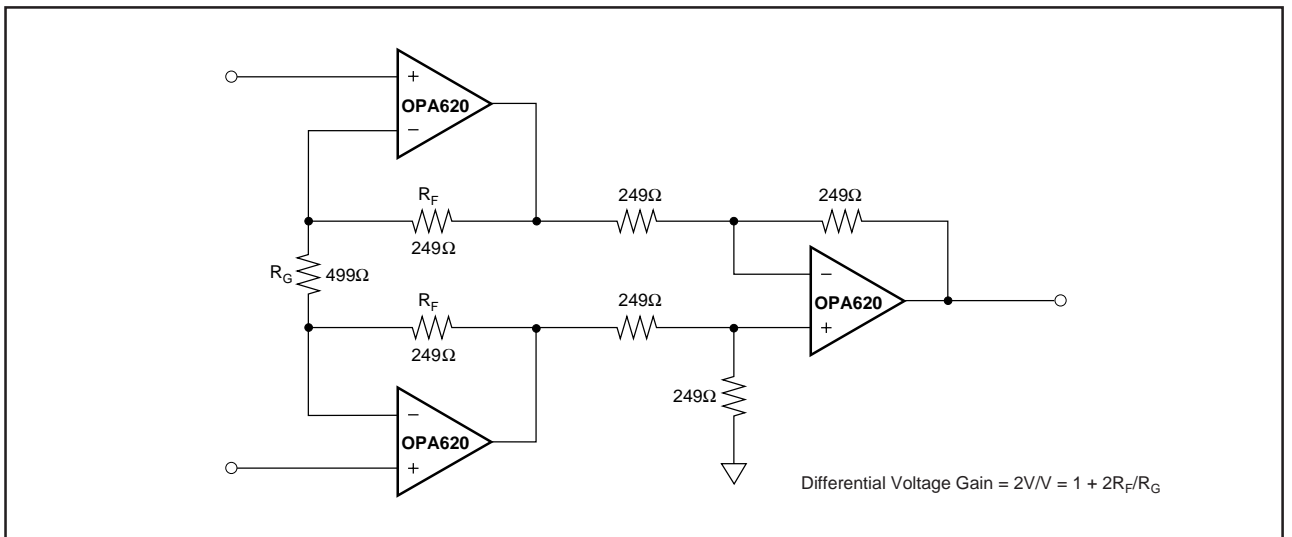 +
OPA620
−
R_F
249Ω
249Ω
249Ω
R_G 499Ω
−
OPA620
+
R_F
249Ω
249Ω
249Ω
−
OPA620
+
Differential Voltage Gain = 2V/V = 1 + 2R_F/R_G